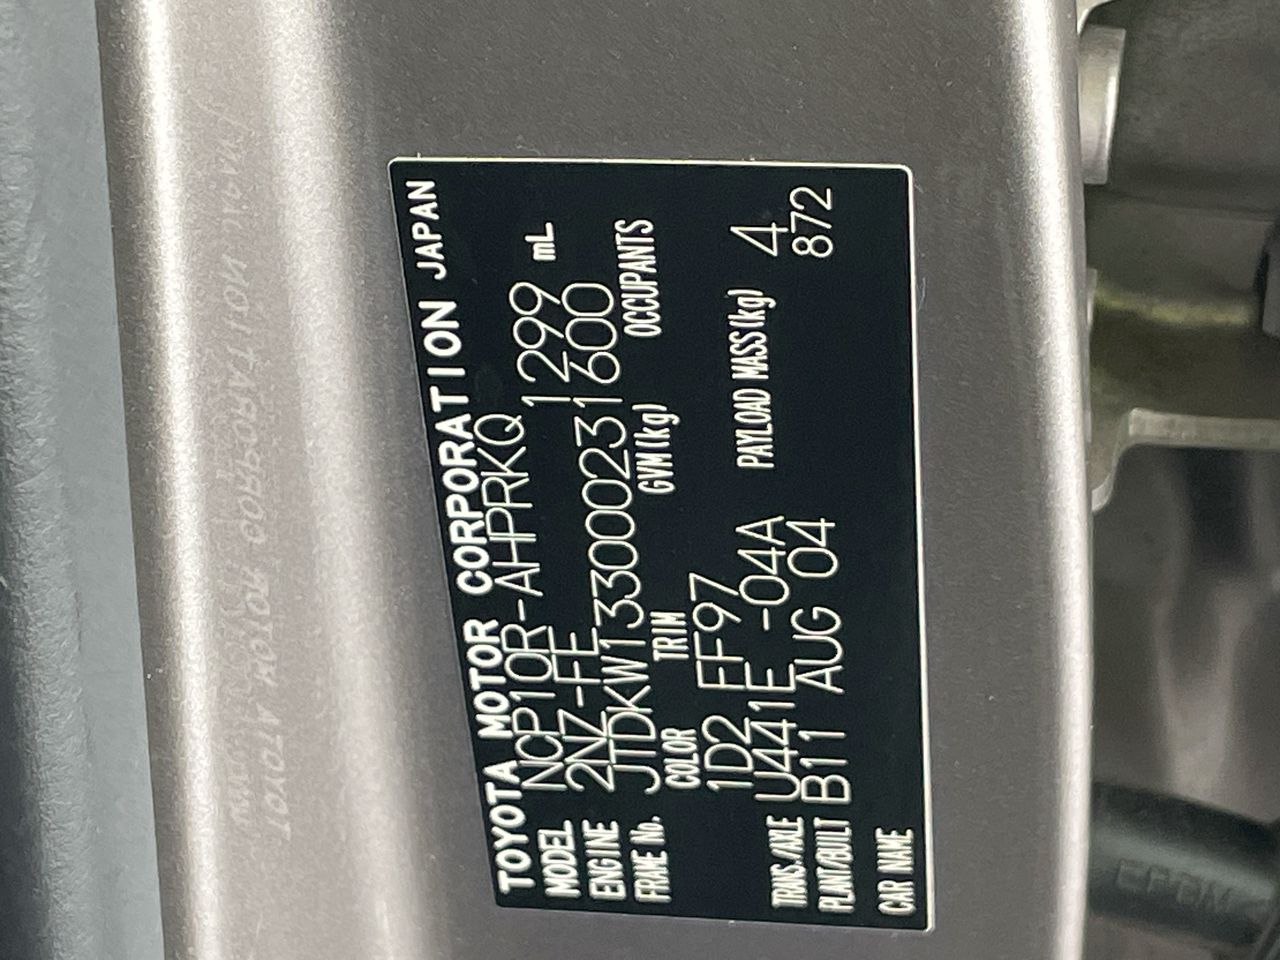 TOYOTA MOTOR CORPORATION JAPAN
MODEL NCP10R-AHPRKQ
ENGINE 2NZ-FE 1299 mL
FRAME No. JTDKW133000231600
COLOR TRIM GVM(kg) OCCUPANTS
1D2 FF97
PAYLOAD MASS(kg)
TRANS./AXLE U441E -04A 4
PLANT/BUILT B11 AUG 04 872
CAR NAME